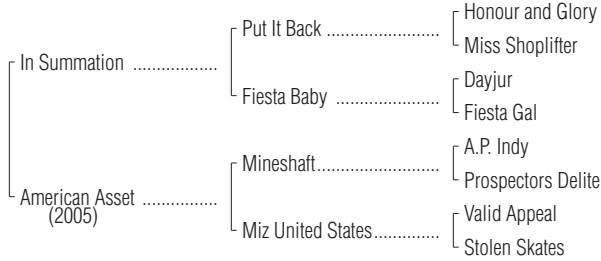 Honour and Glory
Put It Back ......................
Miss Shoplifter
In Summation .................
Dayjur
Fiesta Baby ....................
Fiesta Gal
A.P. Indy
Mineshaft........................
Prospectors Delite
American Asset ...............
(2005)
Valid Appeal
Miz United States.............
Stolen Skates